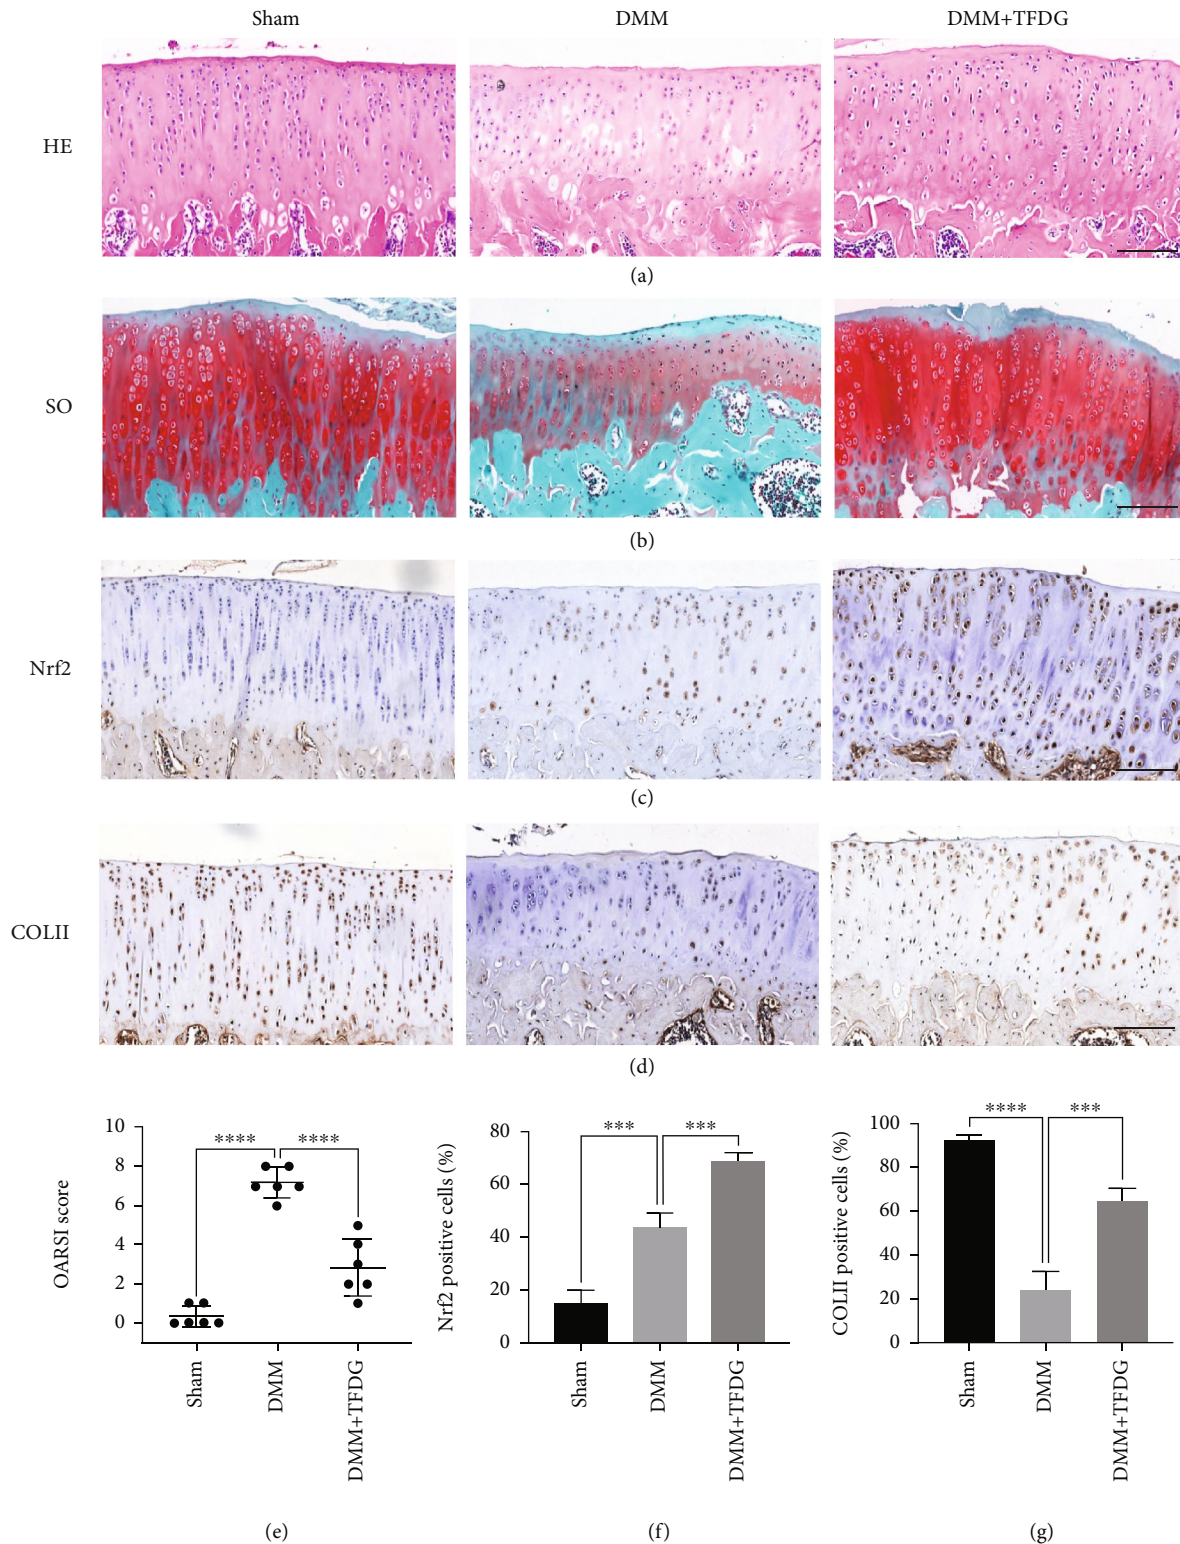 Sham DMM DMM+TFDG
HE
(a)
SO
(b)
Nrf2
(c)
COLII
(d)
OARSI score
10
8
6
4
2
0
**** ****
Sham
DMM
DMM+TFDG
(e)
Nrf2 positive cells (%)
80
60
40
20
0
*** ***
Sham
DMM
DMM+TFDG
(f)
COLII positive cells (%)
100
80
60
40
20
0
**** ***
Sham
DMM
DMM+TFDG
(g)